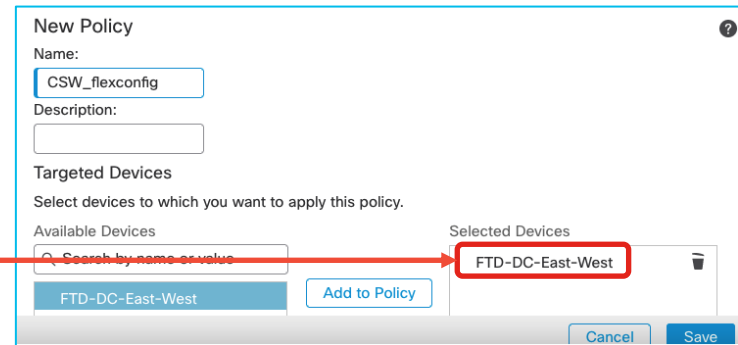 New Policy
?
Name:
CSW_flexconfig
Description:
Targeted Devices
Select devices to which you want to apply this policy.
Available Devices
Selected Devices
Search by name or value
FTD-DC-East-West
FTD-DC-East-West
Add to Policy
Cancel
Save